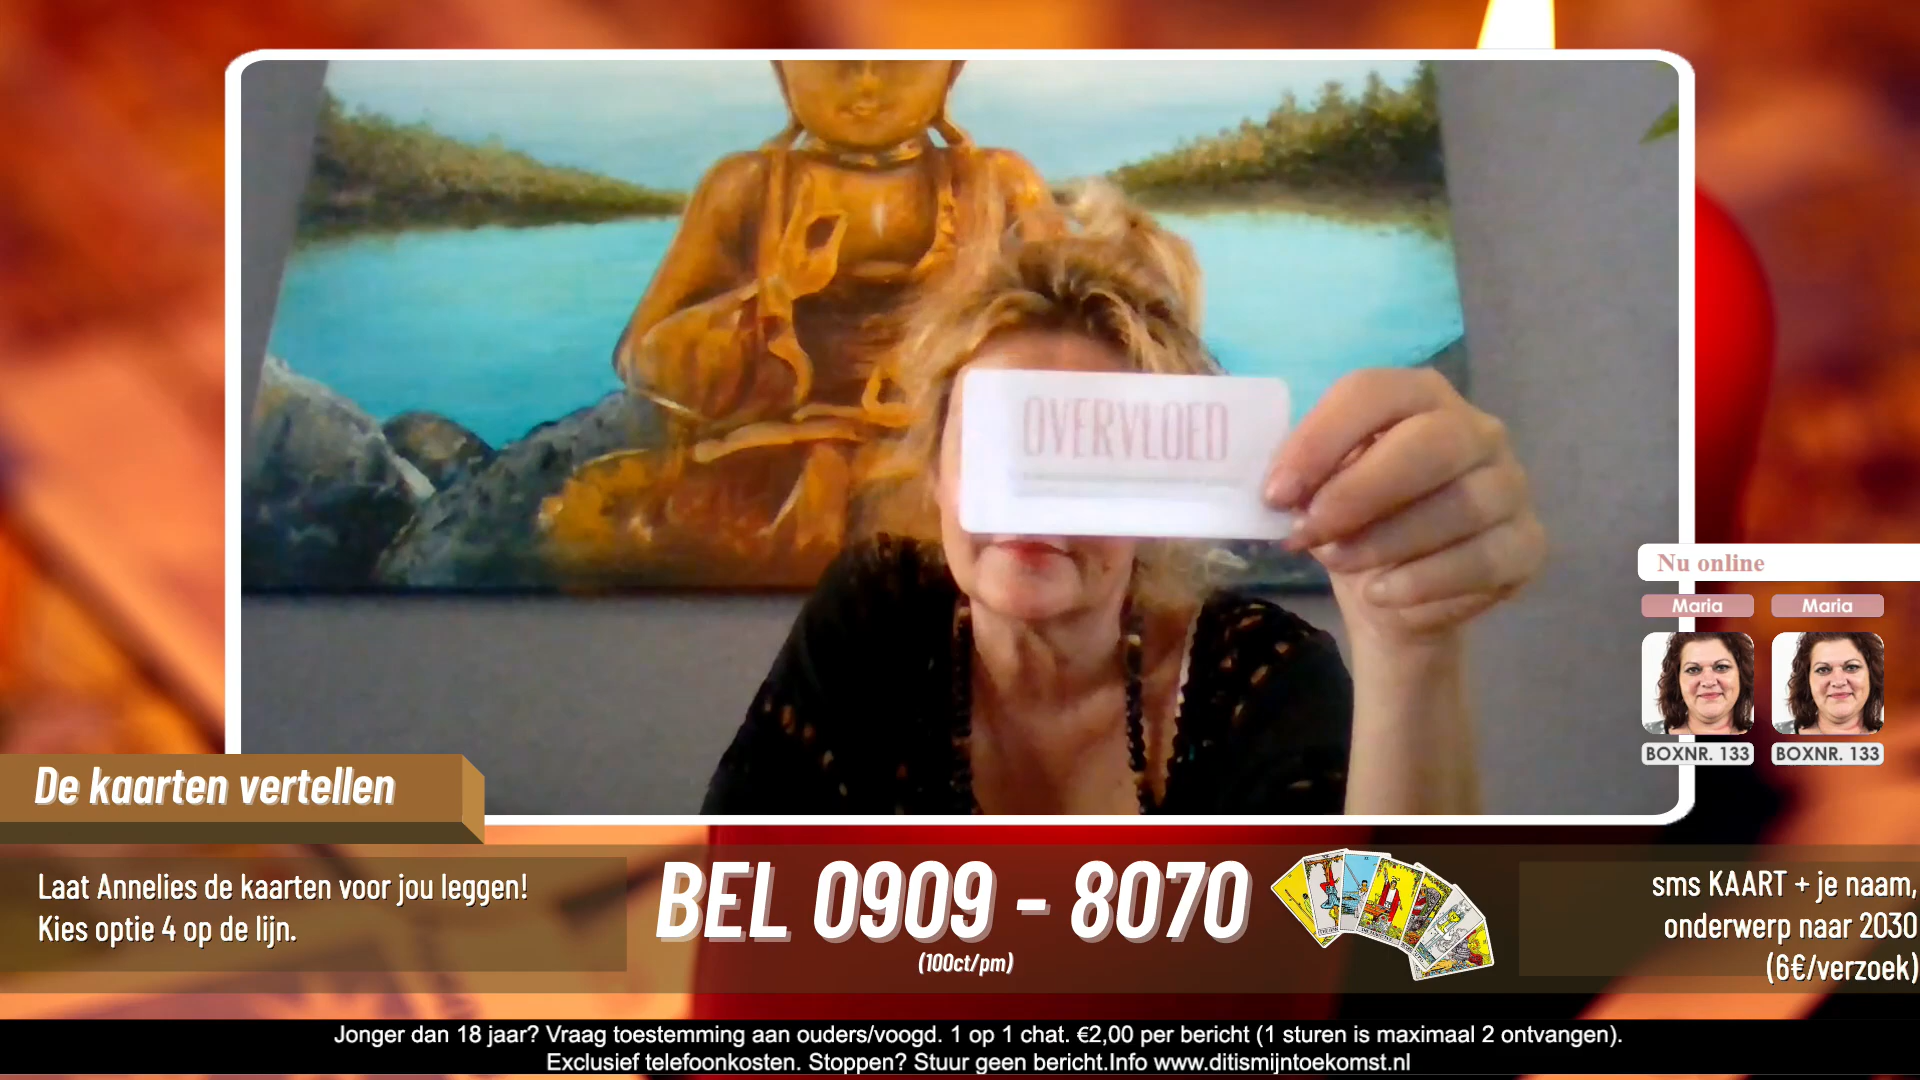 OVERVLOED
Nu online
Maria
Maria
BOXNR. 133
BOXNR. 133
De kaarten vertellen
Laat Annelies de kaarten voor jou leggen!
Kies optie 4 op de lijn.
BEL 0909 - 8070
(100ct/pm)
sms KAART + je naam,
onderwerp naar 2030
(6€/verzoek)
Jonger dan 18 jaar? Vraag toestemming aan ouders/voogd. 1 op 1 chat. €2,00 per bericht (1 sturen is maximaal 2 ontvangen).
Exclusief telefoonkosten. Stoppen? Stuur geen bericht.Info www.ditismijntoekomst.nl